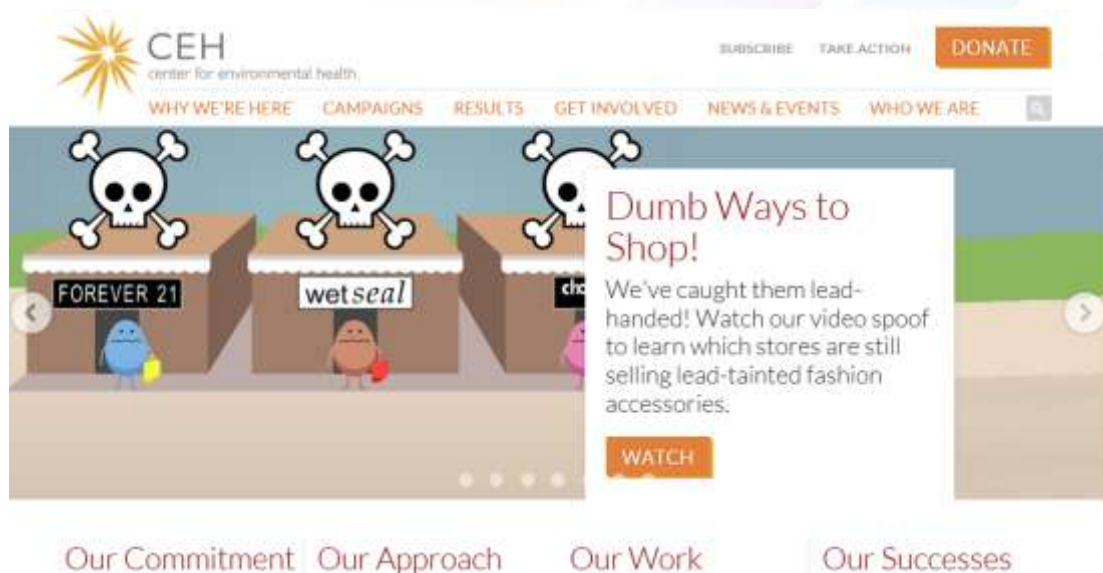 CEH
center for environmental health
SUBSCRIBE TAKE ACTION DONATE
WHY WE'RE HERE CAMPAIGNS RESULTS GET INVOLVED NEWS & EVENTS WHO WE ARE
FOREVER 21
wet seal
cho
Dumb Ways to
Shop!
We've caught them lead-
handed! Watch our video spoof
to learn which stores are still
selling lead-tainted fashion
accessories.
WATCH
Our Commitment Our Approach Our Work Our Successes